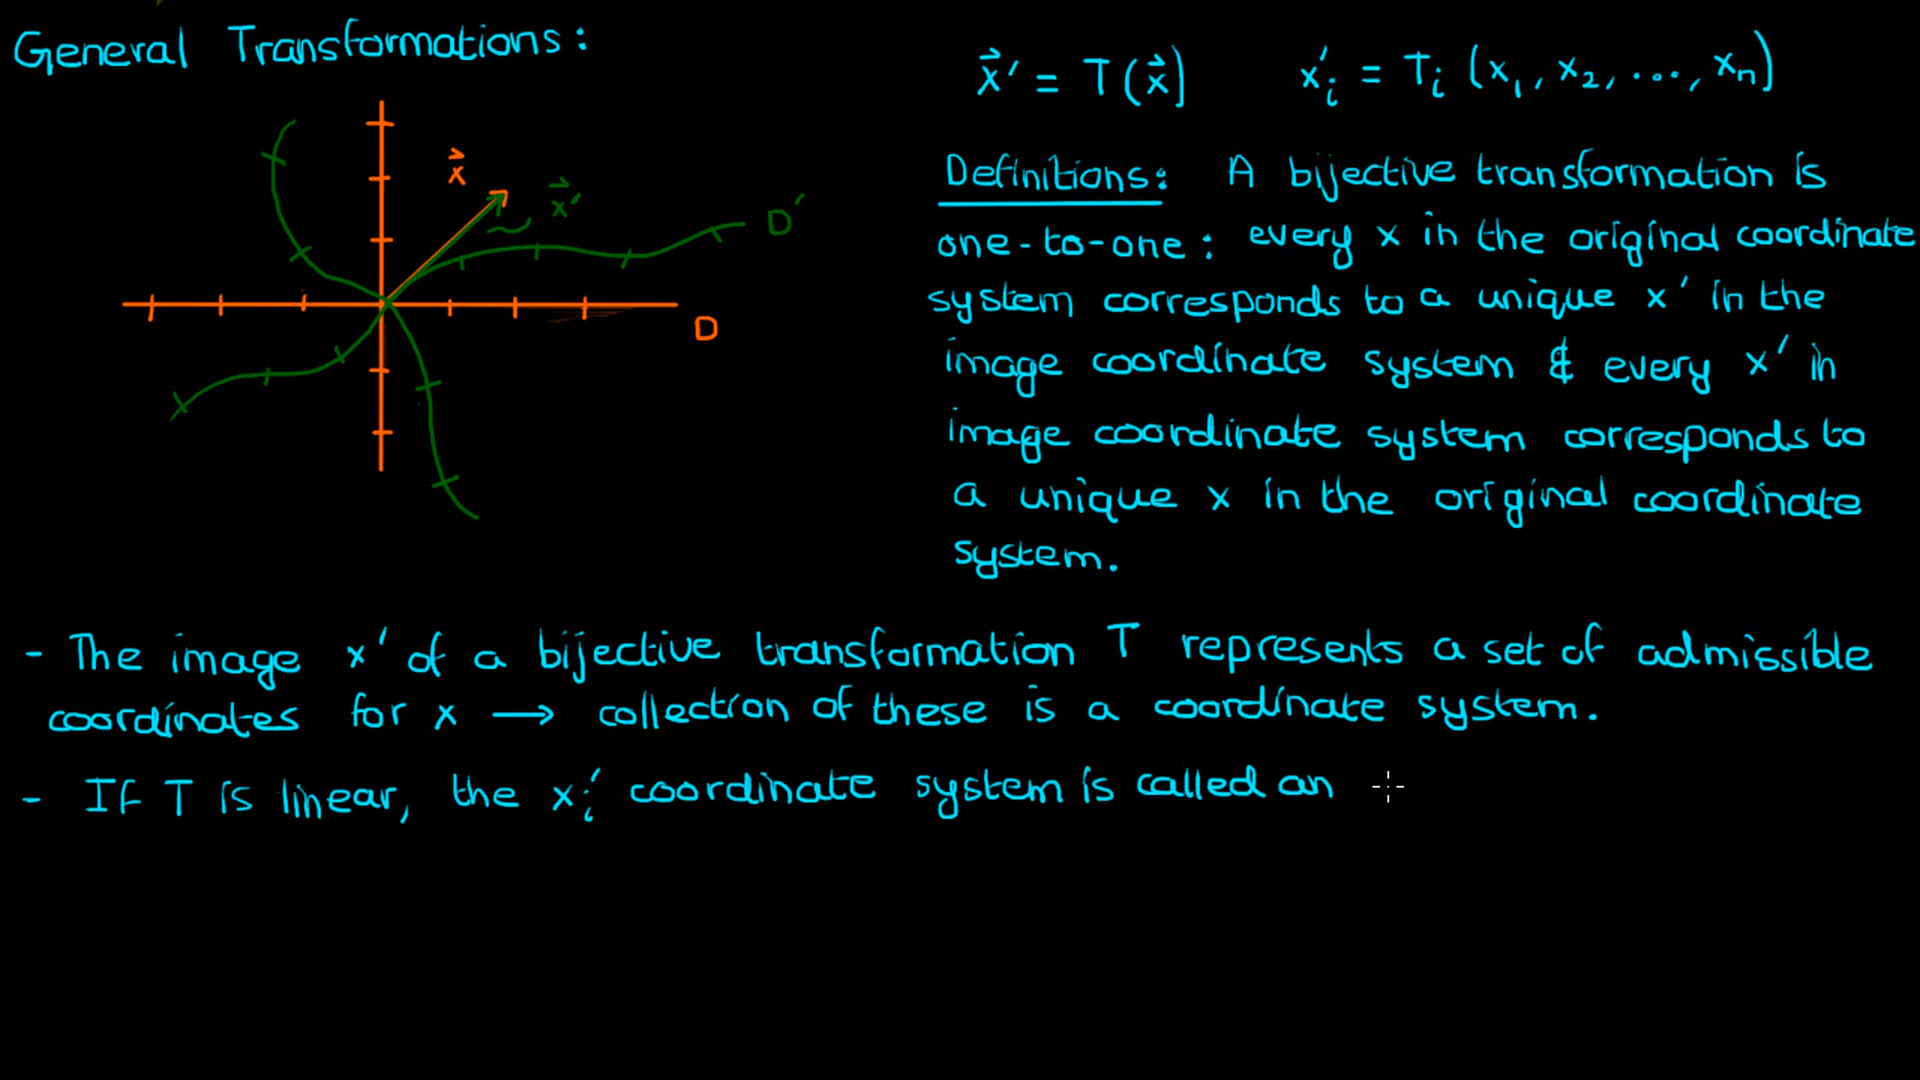 General Transformations:
x⃗' = T(x⃗)    x'ᵢ = Tᵢ (x₁, x₂, ..., xₙ)
x⃗
x⃗'
D'
D
Definitions: A bijective transformation is
one-to-one: every x in the original coordinate
system corresponds to a unique x' in the
image coordinate system & every x' in
image coordinate system corresponds to
a unique x in the original coordinate
system.
- The image x' of a bijective transformation T represents a set of admissible
coordinates for x → collection of these is a coordinate system.
- If T is linear, the xᵢ' coordinate system is called an